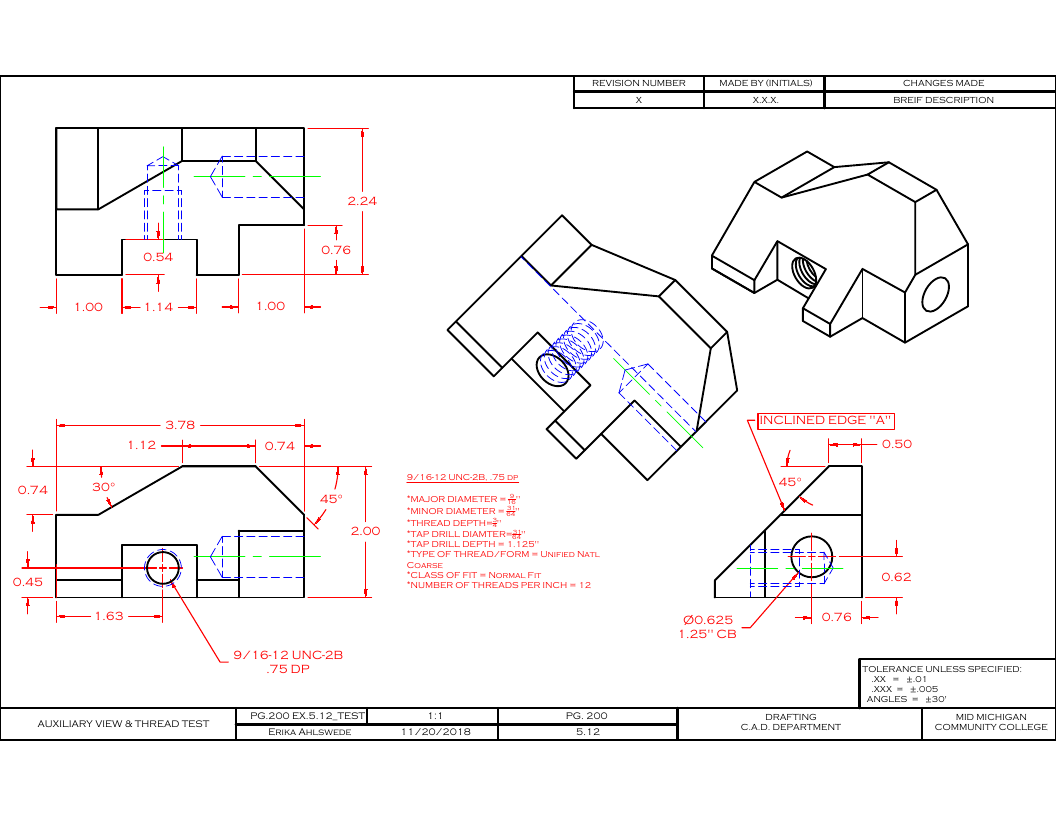 REVISION NUMBER MADE BY (INITIALS) CHANGES MADE
X X.X.X. BREIF DESCRIPTION
2.24
0.76
0.54
1.00 1.14 1.00
3.78
1.12 0.74
0.74
30°
45°
2.00
0.45
1.63
9/16-12 UNC-2B
.75 DP
9/16-12 UNC-2B, .75 DP
*MAJOR DIAMETER = 9/16"
*MINOR DIAMETER = 31/64"
*THREAD DEPTH=3/4"
*TAP DRILL DIAMTER=31/64"
*TAP DRILL DEPTH = 1.125"
*TYPE OF THREAD/FORM = UNIFIED NATL
COARSE
*CLASS OF FIT = NORMAL FIT
*NUMBER OF THREADS PER INCH = 12
INCLINED EDGE "A"
0.50
45°
0.62
0.76
Ø0.625
1.25" CB
TOLERANCE UNLESS SPECIFIED:
.XX = ±.01
.XXX = ±.005
ANGLES = ±30'
AUXILIARY VIEW & THREAD TEST
PG.200 EX.5.12_TEST 1:1 PG. 200
ERIKA AHLSWEDE 11/20/2018 5.12
DRAFTING
C.A.D. DEPARTMENT
MID MICHIGAN
COMMUNITY COLLEGE